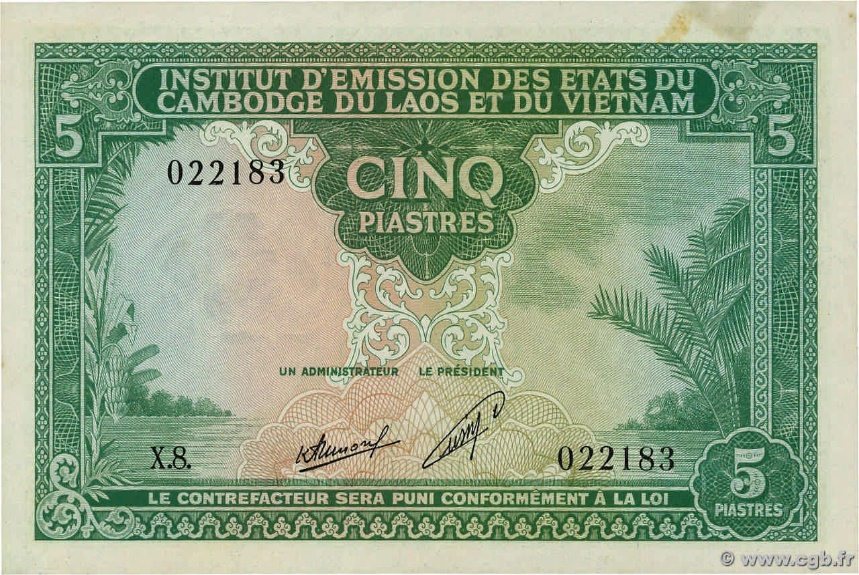 INSTITUT D'EMISSION DES ETATS DU
CAMBODGE DU LAOS ET DU VIETNAM
5
5
022183
CINQ
PIASTRES
UN ADMINISTRATEUR LE PRÉSIDENT
X.8.
022183
5
PIASTRES
LE CONTREFACTEUR SERA PUNI CONFORMÉMENT À LA LOI
© www.cgb.fr